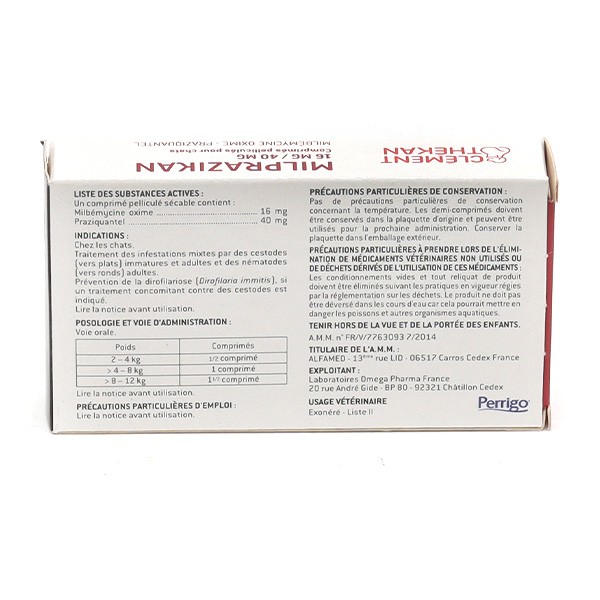 CLEMENT
THEKAN
MILPRAZIKAN
16 MG / 40 MG
Comprimés pelliculés pour chats
MILBÉMYCINE OXIME - PRAZIQUANTEL
LISTE DES SUBSTANCES ACTIVES :
Un comprimé pelliculé sécable contient :
Milbémycine oxime ........ 16 mg
Praziquantel ........ 40 mg
INDICATIONS :
Chez les chats.
Traitement des infestations mixtes par des cestodes
(vers plats) immatures et adultes et des nématodes
(vers ronds) adultes.
Prévention de la dirofilariose (Dirofilaria immitis), si
un traitement concomitant contre des cestodes est
indiqué.
Lire la notice avant utilisation.
POSOLOGIE ET VOIE D'ADMINISTRATION :
Voie orale.
Poids Comprimés
2 – 4 kg 1/2 comprimé
> 4 – 8 kg 1 comprimé
> 8 – 12 kg 1 1/2 comprimé
Lire la notice avant utilisation.
PRÉCAUTIONS PARTICULIÈRES D'EMPLOI :
Lire la notice avant utilisation.
PRÉCAUTIONS PARTICULIÈRES DE CONSERVATION :
Pas de précautions particulières de conservation
concernant la température. Les demi-comprimés doivent
être conservés dans la plaquette d'origine et peuvent être
utilisés pour la prochaine administration. Conserver la
plaquette dans l'emballage extérieur.
PRÉCAUTIONS PARTICULIÈRES À PRENDRE LORS DE L'ÉLIMI-
NATION DE MÉDICAMENTS VÉTÉRINAIRES NON UTILISÉS OU
DE DÉCHETS DÉRIVÉS DE L'UTILISATION DE CES MÉDICAMENTS :
Les conditionnements vides et tout reliquat de produit
doivent être éliminés suivant les pratiques en vigueur régies
par la réglementation sur les déchets. Le produit ne doit pas
être déversé dans les cours d'eau car cela pourrait mettre en
danger les poissons et autres organismes aquatiques.
TENIR HORS DE LA VUE ET DE LA PORTÉE DES ENFANTS.
A.M.M. n° FR/V/7763093 7/2014
TITULAIRE DE L'A.M.M. :
ALFAMED - 13ème rue LID - 06517 Carros Cedex France
EXPLOITANT :
Laboratoires Omega Pharma France
20 rue André Gide - BP 80 - 92321 Châtillon Cedex
USAGE VÉTÉRINAIRE
Exonéré - Liste II
Perrigo